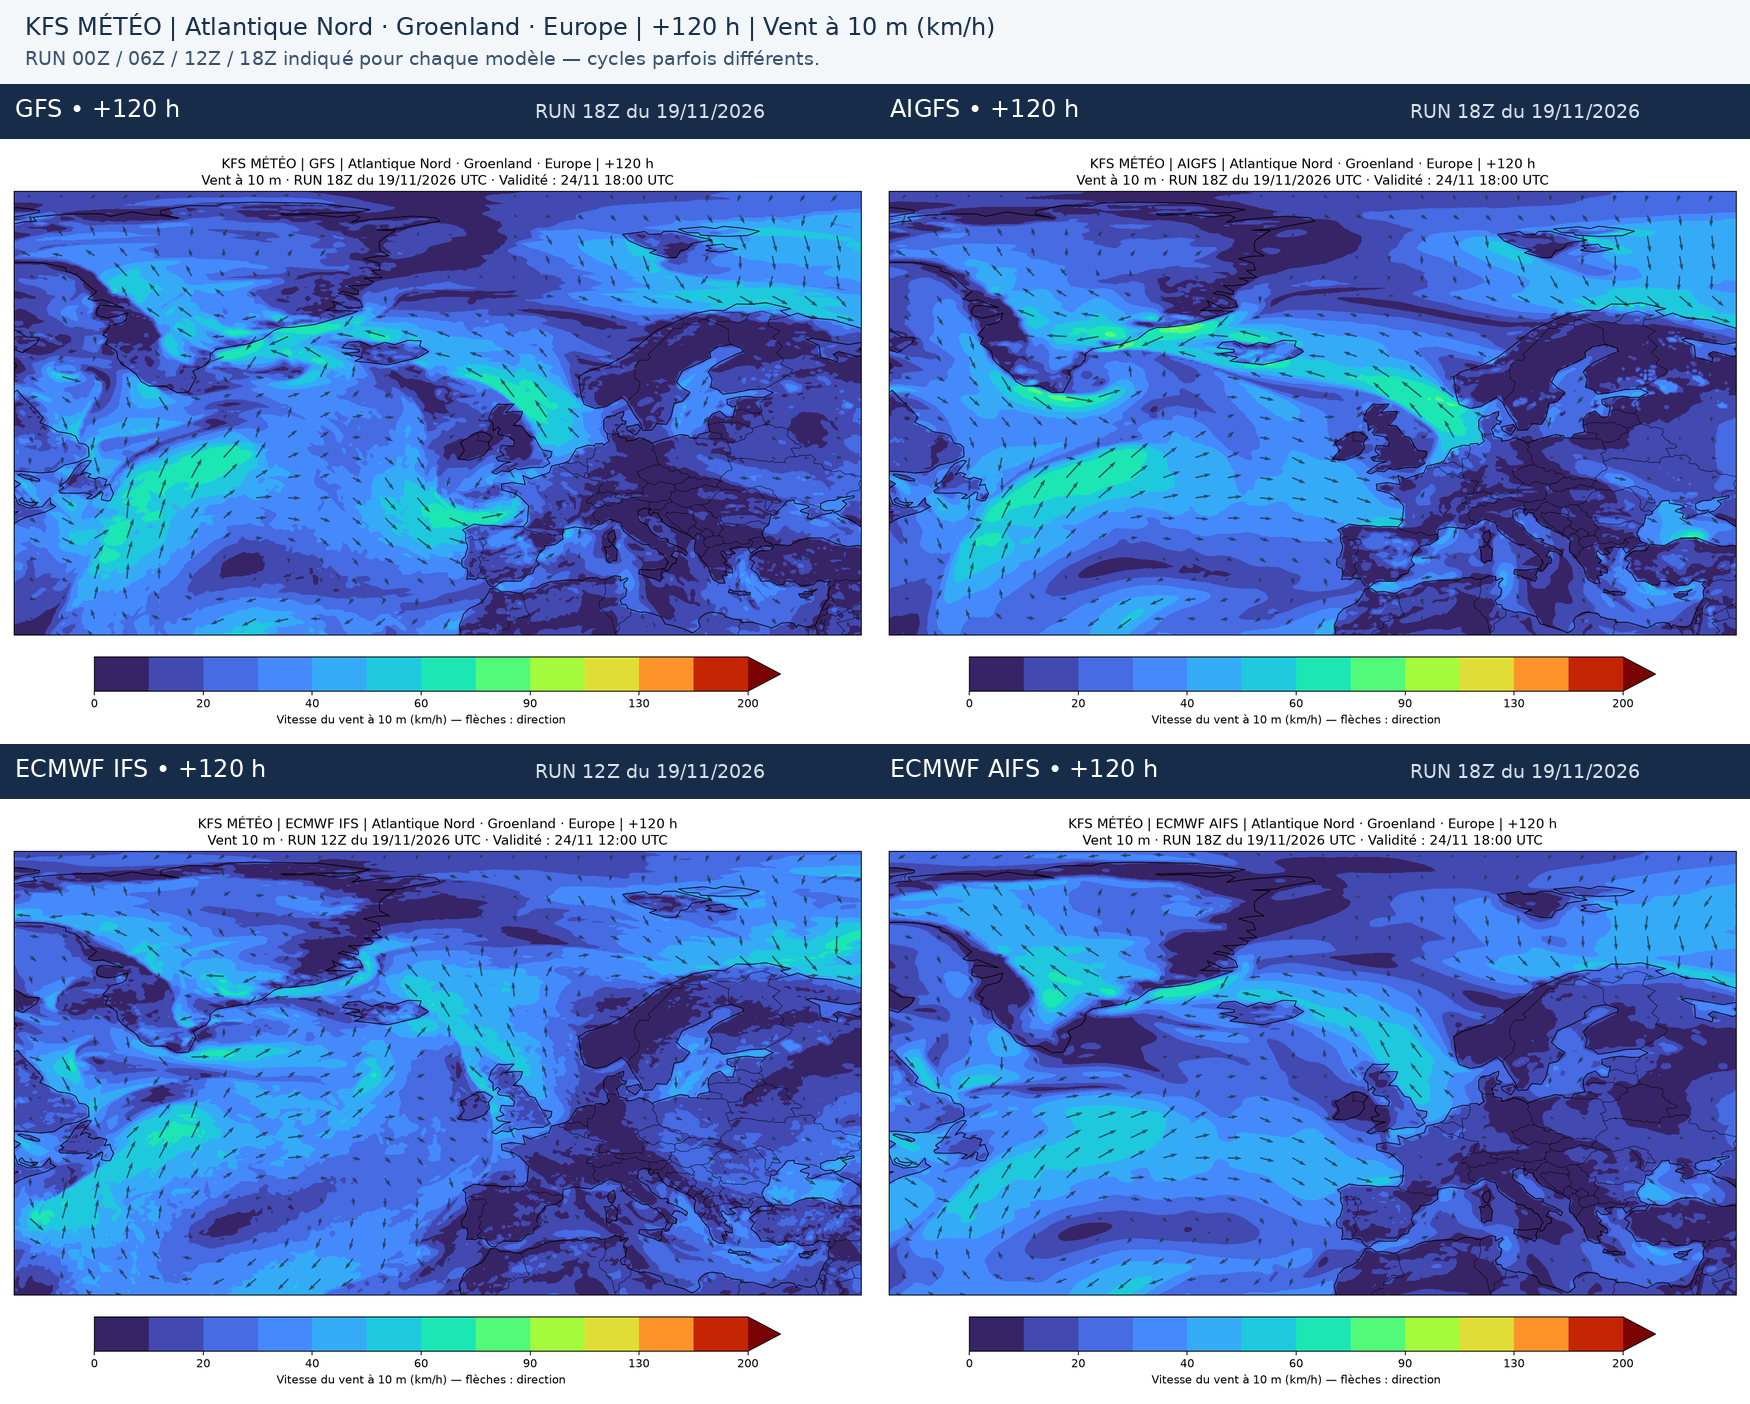 KFS MÉTÉO | Atlantique Nord · Groenland · Europe | +120 h | Vent à 10 m (km/h)
RUN 00Z / 06Z / 12Z / 18Z indiqué pour chaque modèle — cycles parfois différents.
GFS • +120 h
RUN 18Z du 19/11/2026
KFS MÉTÉO | GFS | Atlantique Nord · Groenland · Europe | +120 h
Vent à 10 m · RUN 18Z du 19/11/2026 UTC · Validité : 24/11 18:00 UTC
0 20 40 60 90 130 200
Vitesse du vent à 10 m (km/h) — flèches : direction
AIGFS • +120 h
RUN 18Z du 19/11/2026
KFS MÉTÉO | AIGFS | Atlantique Nord · Groenland · Europe | +120 h
Vent à 10 m · RUN 18Z du 19/11/2026 UTC · Validité : 24/11 18:00 UTC
0 20 40 60 90 130 200
Vitesse du vent à 10 m (km/h) — flèches : direction
ECMWF IFS • +120 h
RUN 12Z du 19/11/2026
KFS MÉTÉO | ECMWF IFS | Atlantique Nord · Groenland · Europe | +120 h
Vent 10 m · RUN 12Z du 19/11/2026 UTC · Validité : 24/11 12:00 UTC
0 20 40 60 90 130 200
Vitesse du vent à 10 m (km/h) — flèches : direction
ECMWF AIFS • +120 h
RUN 18Z du 19/11/2026
KFS MÉTÉO | ECMWF AIFS | Atlantique Nord · Groenland · Europe | +120 h
Vent 10 m · RUN 18Z du 19/11/2026 UTC · Validité : 24/11 18:00 UTC
0 20 40 60 90 130 200
Vitesse du vent à 10 m (km/h) — flèches : direction